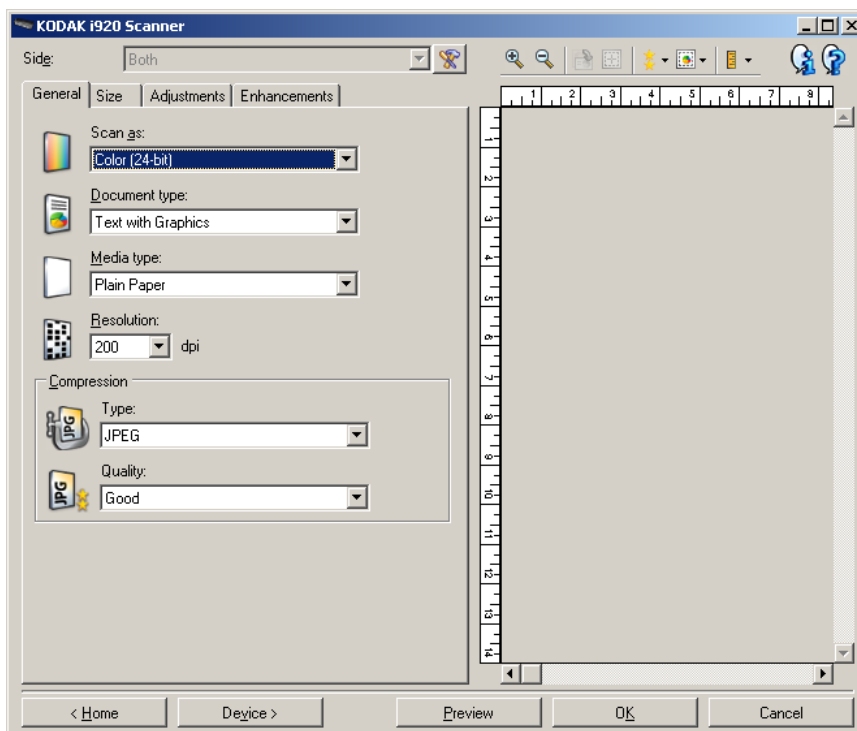 KODAK i920 Scanner
Side: Both
General Size Adjustments Enhancements
Scan as:
Color (24-bit)
Document type:
Text with Graphics
Media type:
Plain Paper
Resolution:
200 dpi
Compression
Type:
JPEG
Quality:
Good
JPG
JPG
1 2 3 4 5 6 7 8
1
2
3
4
5
6
7
8
9
10
11
12
13
14
< Home Device > Preview OK Cancel